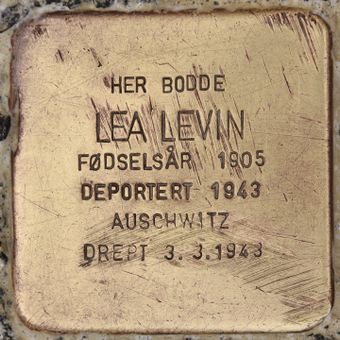 HER BODDE
LEA LEVIN
FØDSELSÅR 1905
DEPORTERT 1943
AUSCHWITZ
DREPT 3.3.1943